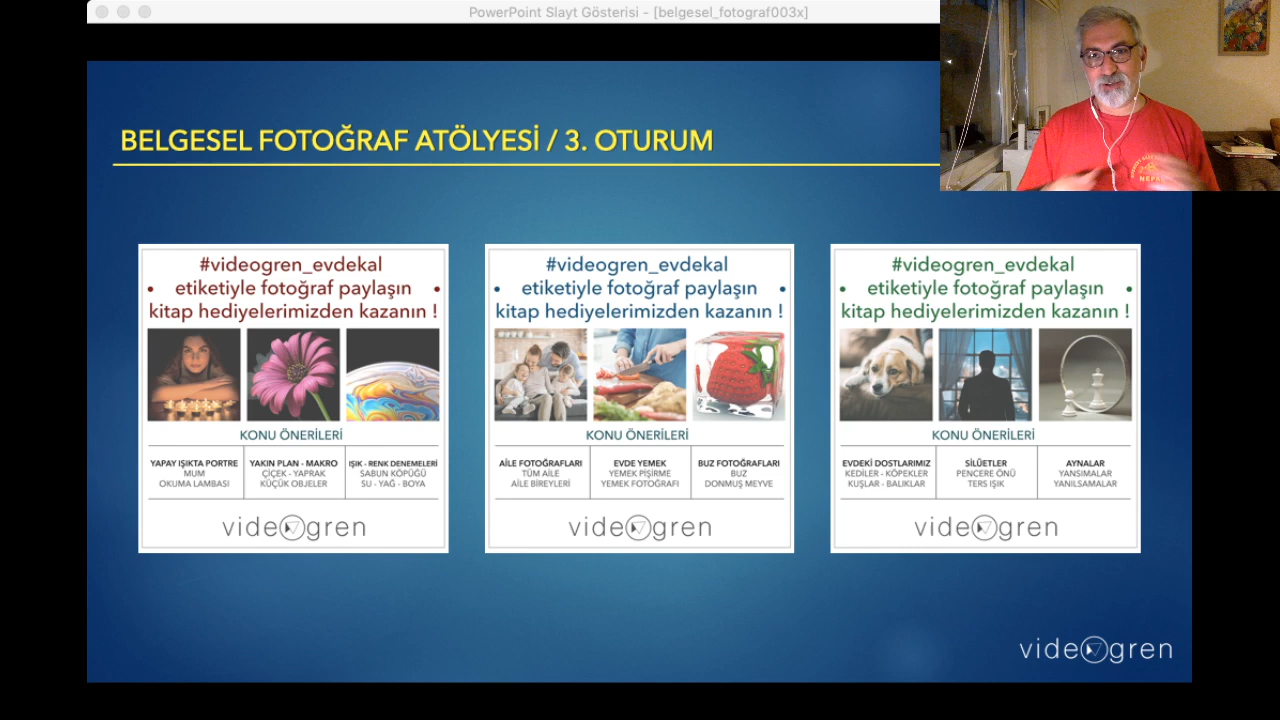 PowerPoint Slayt Gösterisi - [belgesel_fotograf003x]
BELGESEL FOTOĞRAF ATÖLYESİ / 3. OTURUM
#videogren_evdekal
• etiketiyle fotoğraf paylaşın •
kitap hediyelerimizden kazanın !
KONU ÖNERİLERİ
YAPAY IŞIKTA PORTRE
MUM
OKUMA LAMBASI
YAKIN PLAN - MAKRO
ÇİÇEK - YAPRAK
KÜÇÜK OBJELER
IŞIK - RENK DENEMELERİ
SABUN KÖPÜĞÜ
SU - YAĞ - BOYA
videogren
#videogren_evdekal
• etiketiyle fotoğraf paylaşın •
kitap hediyelerimizden kazanın !
KONU ÖNERİLERİ
AİLE FOTOĞRAFLARI
TÜM AİLE
AİLE BİREYLERİ
EVDE YEMEK
YEMEK PİŞİRME
YEMEK FOTOĞRAFI
BUZ FOTOĞRAFLARI
BUZ
DONMUŞ MEYVE
videogren
#videogren_evdekal
• etiketiyle fotoğraf paylaşın •
kitap hediyelerimizden kazanın !
KONU ÖNERİLERİ
EVDEKİ DOSTLARIMIZ
KEDİLER - KÖPEKLER
KUŞLAR - BALIKLAR
SİLÜETLER
PENCERE ÖNÜ
TERS IŞIK
AYNALAR
YANSIMALAR
YANILSAMALAR
videogren
videogren